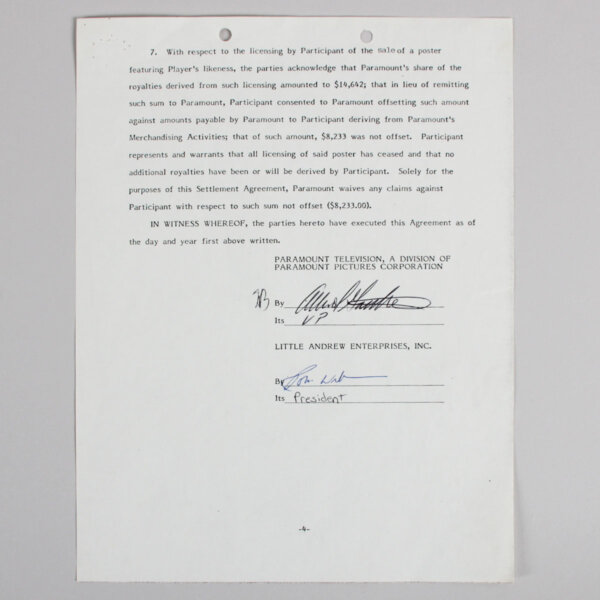 7. With respect to the licensing by Participant of the sale of a poster
featuring Player's likeness, the parties acknowledge that Paramount's share of the
royalties derived from such licensing amounted to $14,642; that in lieu of remitting
such sum to Paramount, Participant consented to Paramount offsetting such amount
against amounts payable by Paramount to Participant deriving from Paramount's
Merchandising Activities; that of such amount, $8,233 was not offset. Participant
represents and warrants that all licensing of said poster has ceased and that no
additional royalties have been or will be derived by Participant. Solely for the
purposes of this Settlement Agreement, Paramount waives any claims against
Participant with respect to such sum not offset ($8,233.00).
IN WITNESS WHEREOF, the parties hereto have executed this Agreement as of
the day and year first above written.
PARAMOUNT TELEVISION, A DIVISION OF
PARAMOUNT PICTURES CORPORATION
By
Its VP
LITTLE ANDREW ENTERPRISES, INC.
By
Its President
-4-